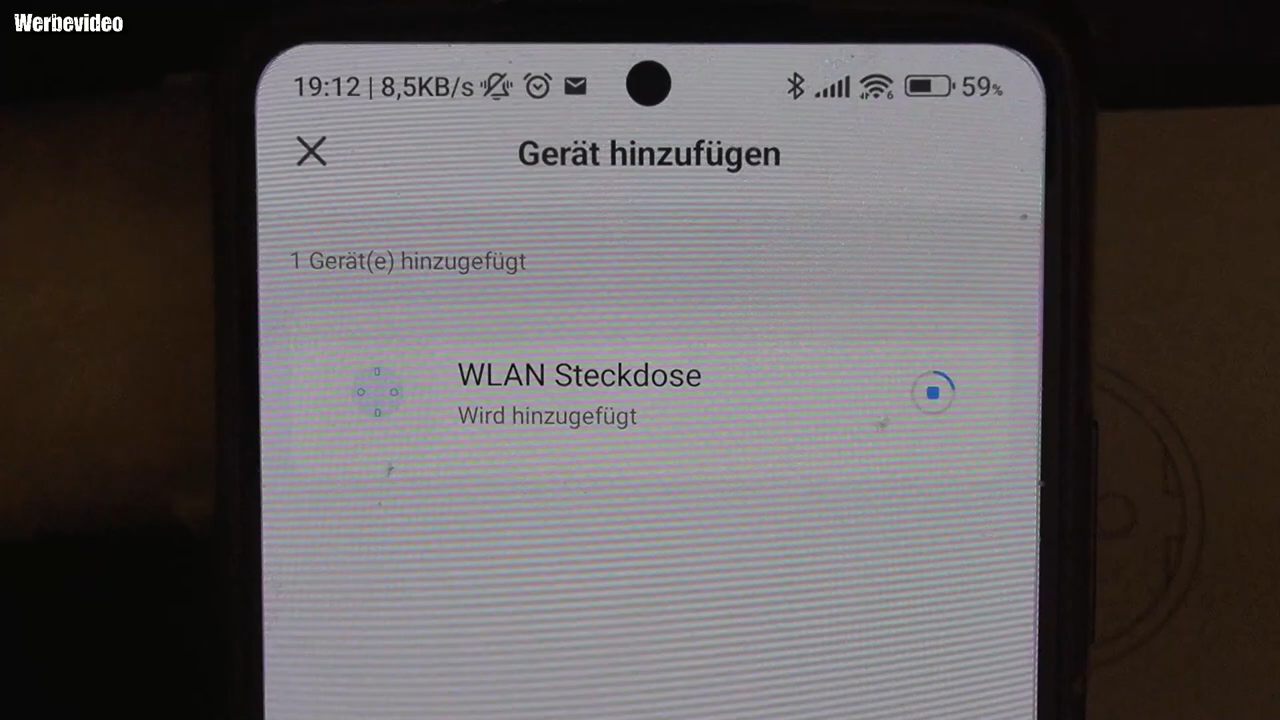 Werbevideo
19:12 | 8,5KB/s 59%
Gerät hinzufügen
1 Gerät(e) hinzugefügt
WLAN Steckdose
Wird hinzugefügt